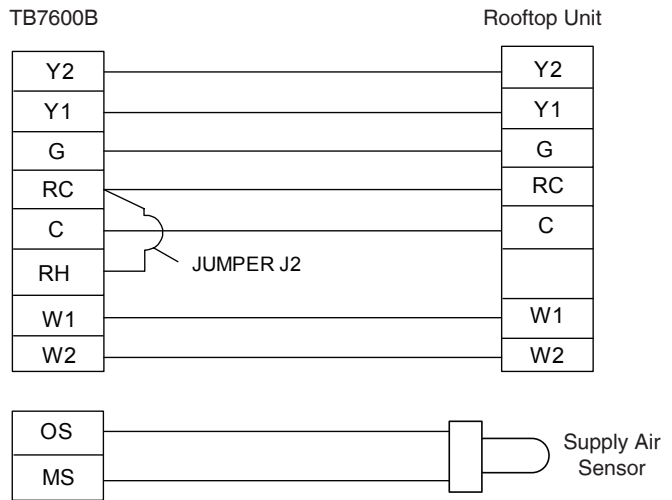 TB7600B Rooftop Unit
Y2 Y2
Y1 Y1
G G
RC RC
C C
RH JUMPER J2
W1 W1
W2 W2
OS
MS
Supply Air
Sensor